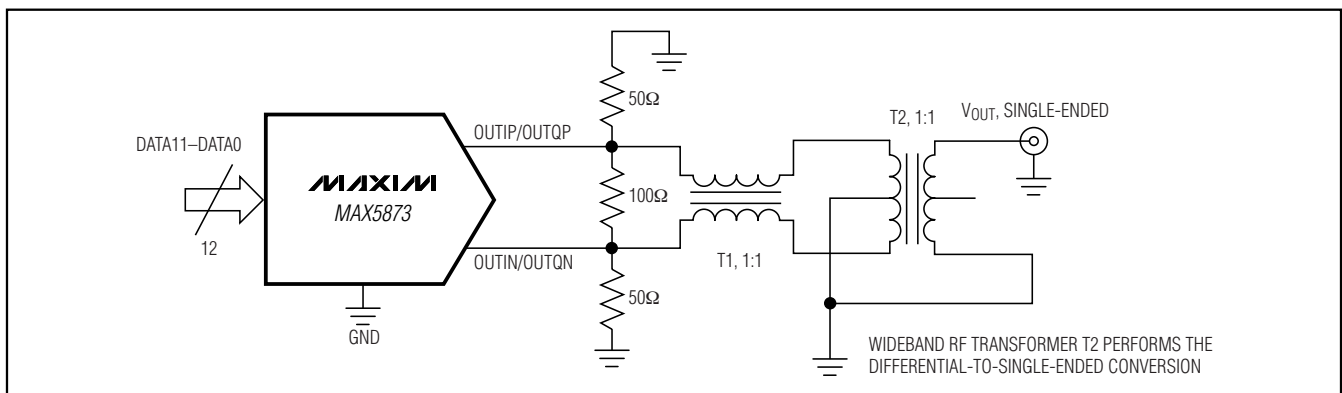 50Ω
DATA11–DATA0
OUTIP/OUTQP
T2, 1:1
VOUT, SINGLE-ENDED
MAXIM
MAX5873
100Ω
12
OUTIN/OUTQN
T1, 1:1
50Ω
GND
WIDEBAND RF TRANSFORMER T2 PERFORMS THE
DIFFERENTIAL-TO-SINGLE-ENDED CONVERSION